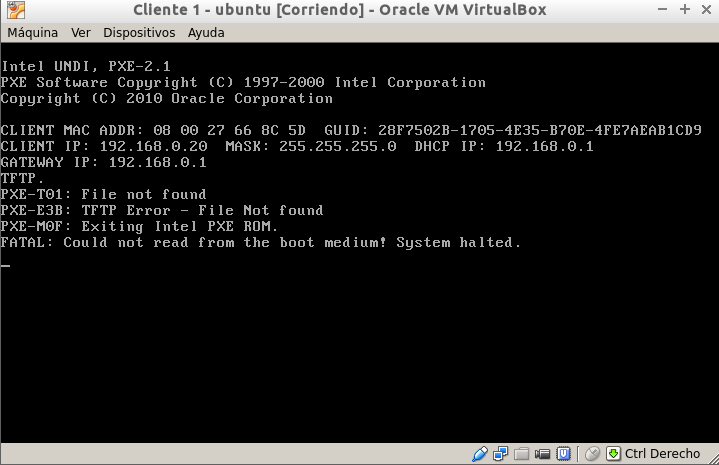 Cliente 1 - ubuntu [Corriendo] - Oracle VM VirtualBox
Máquina Ver Dispositivos Ayuda
Intel UNDI, PXE-2.1
PXE Software Copyright (C) 1997-2000 Intel Corporation
Copyright (C) 2010 Oracle Corporation
CLIENT MAC ADDR: 08 00 27 66 8C 5D  GUID: 28F7502B-1705-4E35-B70E-4FE7AEAB1CD9
CLIENT IP: 192.168.0.20  MASK: 255.255.255.0  DHCP IP: 192.168.0.1
GATEWAY IP: 192.168.0.1
TFTP.
PXE-T01: File not found
PXE-E3B: TFTP Error - File Not found
PXE-M0F: Exiting Intel PXE ROM.
FATAL: Could not read from the boot medium! System halted.
_
Ctrl Derecho